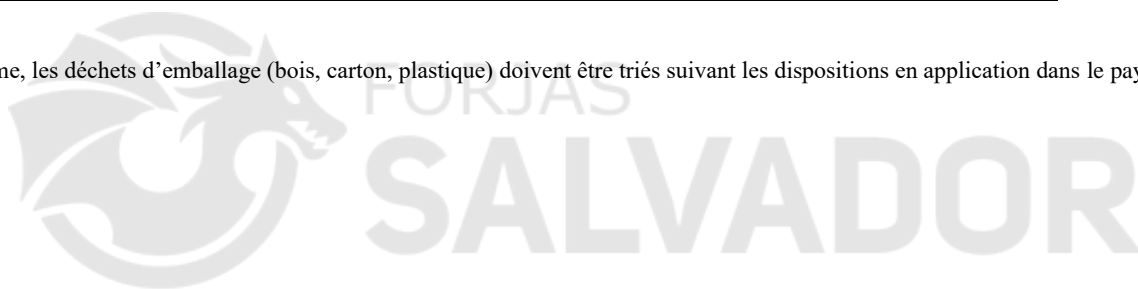 me, les déchets d’emballage (bois, carton, plastique) doivent être triés suivant les dispositions en application dans le pay
FORJAS
SALVADOR